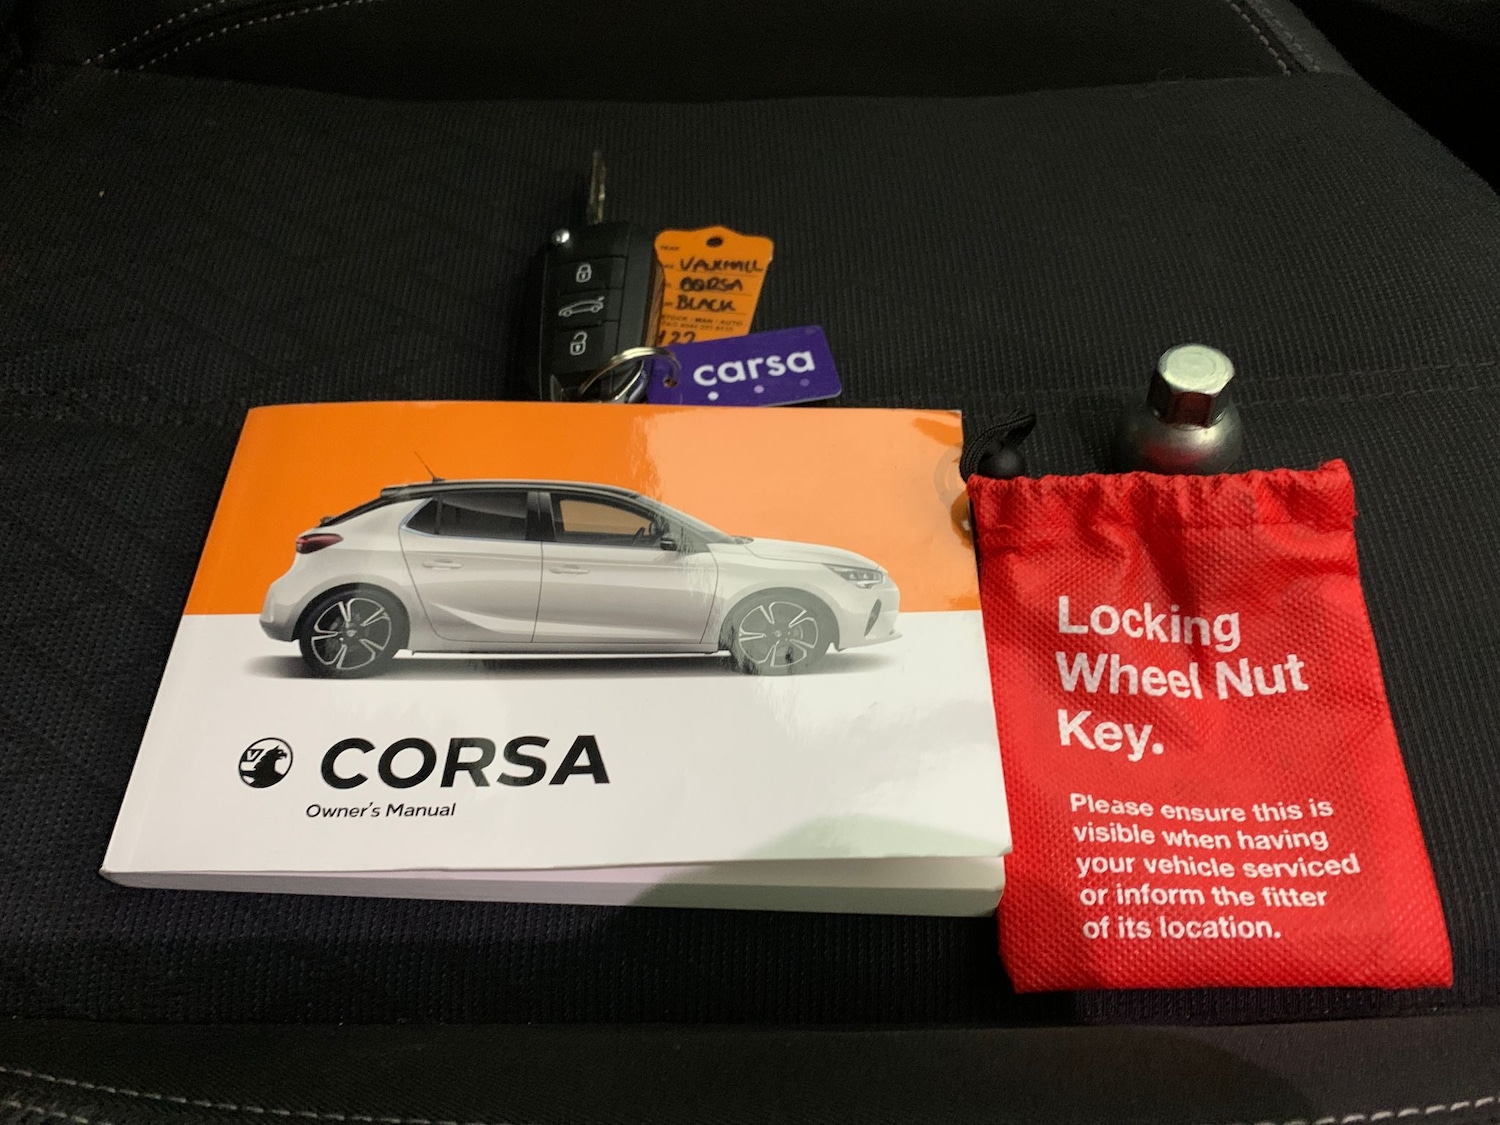 VAUXHALL
CORSA
BLACK
carsa
CORSA
Owner's Manual
Locking
Wheel Nut
Key.
Please ensure this is
visible when having
your vehicle serviced
or inform the fitter
of its location.